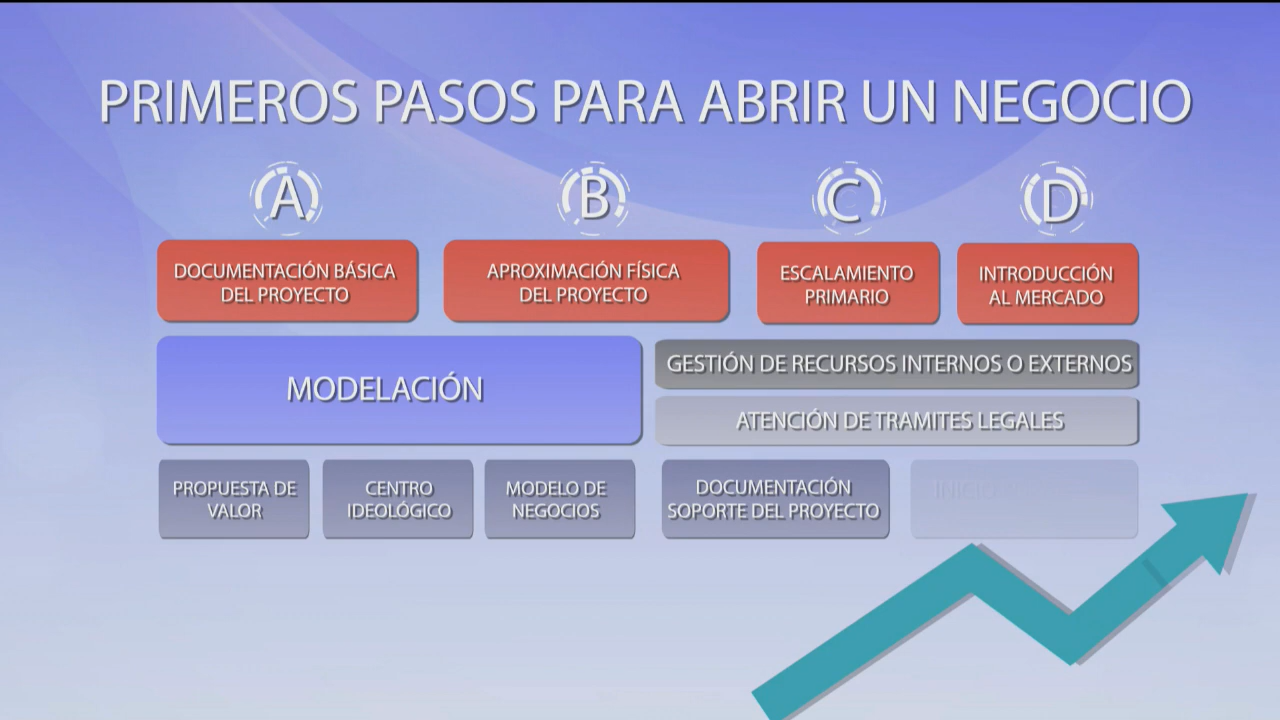 PRIMEROS PASOS PARA ABRIR UN NEGOCIO
A
B
C
D
DOCUMENTACIÓN BÁSICA
DEL PROYECTO
APROXIMACIÓN FÍSICA
DEL PROYECTO
ESCALAMIENTO
PRIMARIO
INTRODUCCIÓN
AL MERCADO
MODELACIÓN
GESTIÓN DE RECURSOS INTERNOS O EXTERNOS
ATENCIÓN DE TRAMITES LEGALES
PROPUESTA DE
VALOR
CENTRO
IDEOLÓGICO
MODELO DE
NEGOCIOS
DOCUMENTACIÓN
SOPORTE DEL PROYECTO